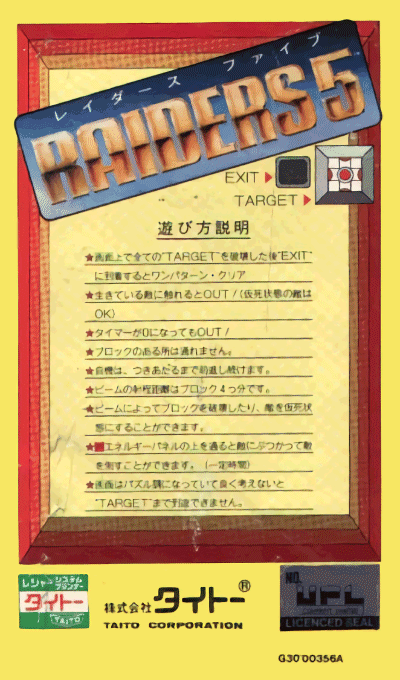 レイダース ファイブ
RAIDERS5
EXIT ▶
TARGET ▶
遊び方説明
★画面上で全ての"TARGET"を破壊した後"EXIT"
に到着するとワンパターン・クリア
★生きている敵に触れるとOUT!(仮死状態の敵は
OK)
★タイマーが0になってもOUT!
★ブロックのある所は通れません。
★自機は、つきあたるまで前進し続けます。
★ビームの射程距離はブロック4つ分です。
★ビームによってブロックを破壊したり、敵を仮死状
態にすることができます。
★■エネルギーパネルの上を通ると敵にぶつかって敵
を倒すことができます。(一定時間)
★画面はパズル調になっていて良く考えないと
"TARGET"まで到達できません。
レジャーシステム
プランナー
タイトー
TAITO
株式会社タイトー®
TAITO CORPORATION
NO.
UPL
LICENCED SEAL
G30 00356A